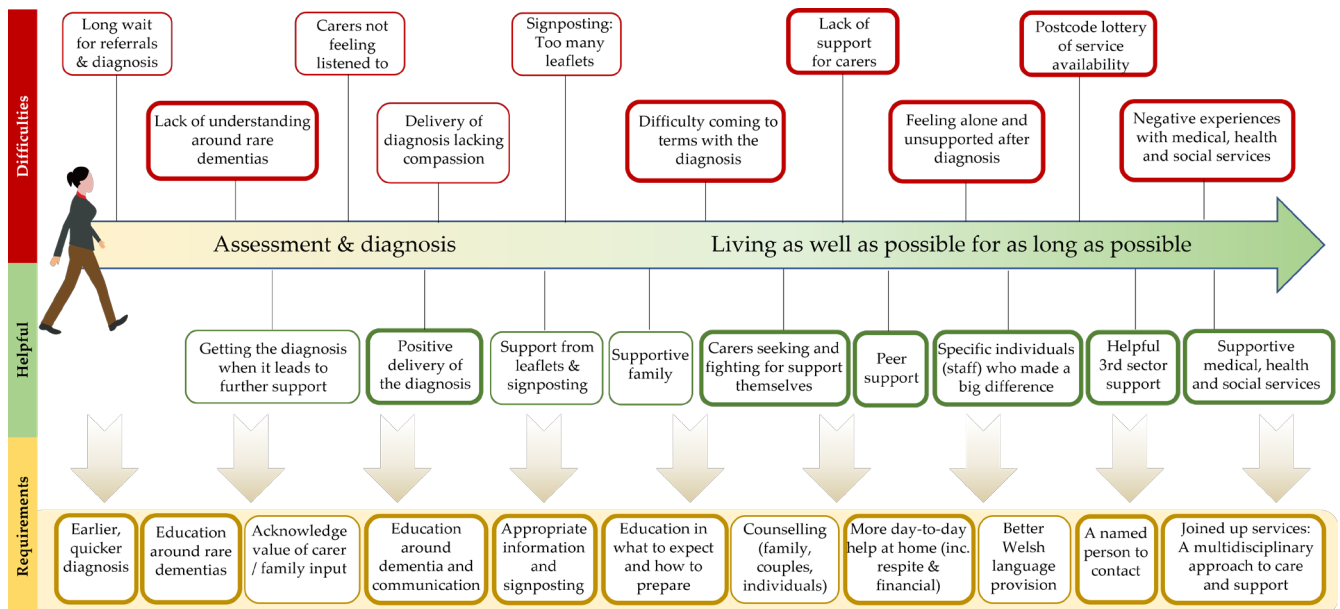 Difficulties
Long wait
for referrals
& diagnosis
Lack of understanding
around rare
dementias
Carers not
feeling
listened to
Delivery of
diagnosis lacking
compassion
Signposting:
Too many
leaflets
Difficulty coming to
terms with the
diagnosis
Lack of
support
for carers
Feeling alone and
unsupported after
diagnosis
Postcode lottery
of service
availability
Negative experiences
with medical, health
and social services
Assessment & diagnosis
Living as well as possible for as long as possible
Helpful
Getting the diagnosis
when it leads to
further support
Positive
delivery of
the diagnosis
Support from
leaflets &
signposting
Supportive
family
Carers seeking and
fighting for support
themselves
Peer
support
Specific individuals
(staff) who made a
big difference
Helpful
3rd sector
support
Supportive
medical, health
and social services
Requirements
Earlier,
quicker
diagnosis
Education
around rare
dementias
Acknowledge
value of carer
/ family input
Education
around
dementia and
communication
Appropriate
information
and
signposting
Education in
what to expect
and how to
prepare
Counselling
(family,
couples,
individuals)
More day-to-day
help at home (inc.
respite &
financial)
Better
Welsh
language
provision
A named
person to
contact
Joined up services:
A multidisciplinary
approach to care
and support